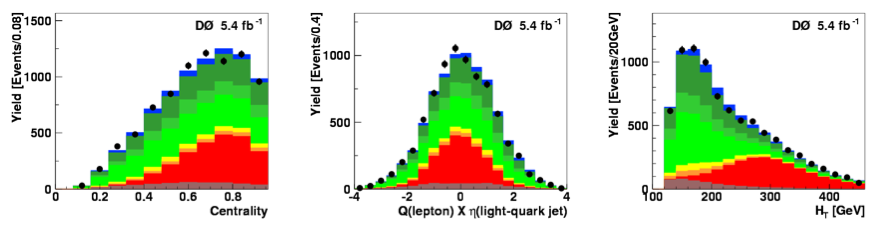 DØ 5.4 fb⁻¹
Yield [Events/0.08]
1500
1000
500
0
0 0.2 0.4 0.6 0.8
Centrality
DØ 5.4 fb⁻¹
Yield [Events/0.4]
1000
500
0
-4 -2 0 2 4
Q(lepton) X η(light-quark jet)
DØ 5.4 fb⁻¹
Yield [Events/20GeV]
1000
500
0
100 200 300 400
H_T [GeV]